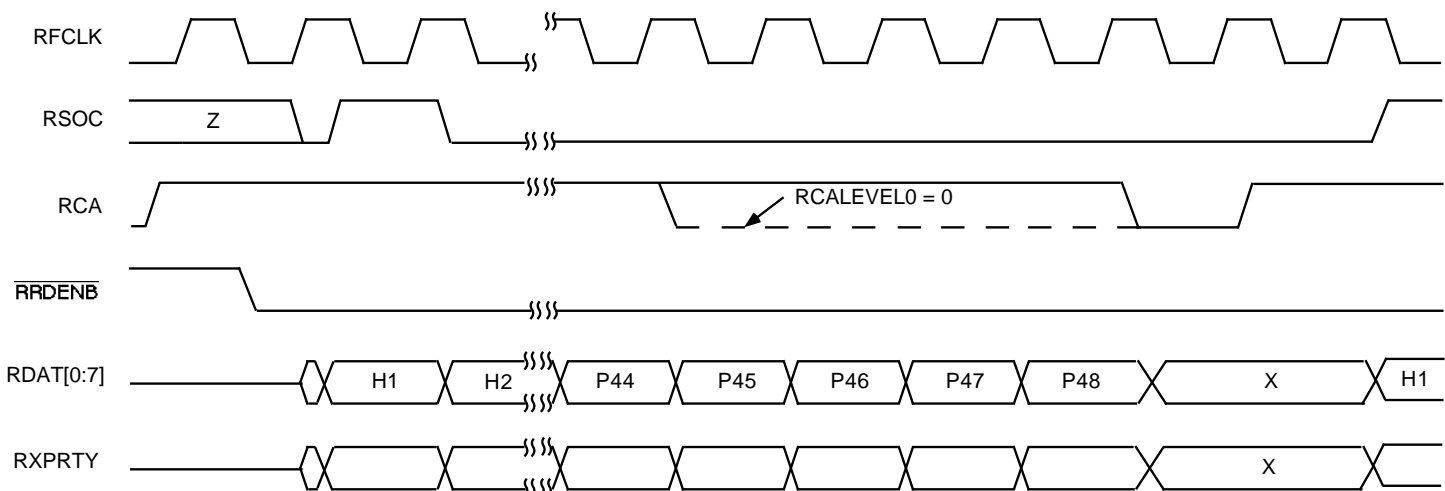 RFCLK
RSOC Z
RCA RCALEVEL0 = 0
RRDENB
RDAT[0:7] H1 H2 P44 P45 P46 P47 P48 X H1
RXPRTY X